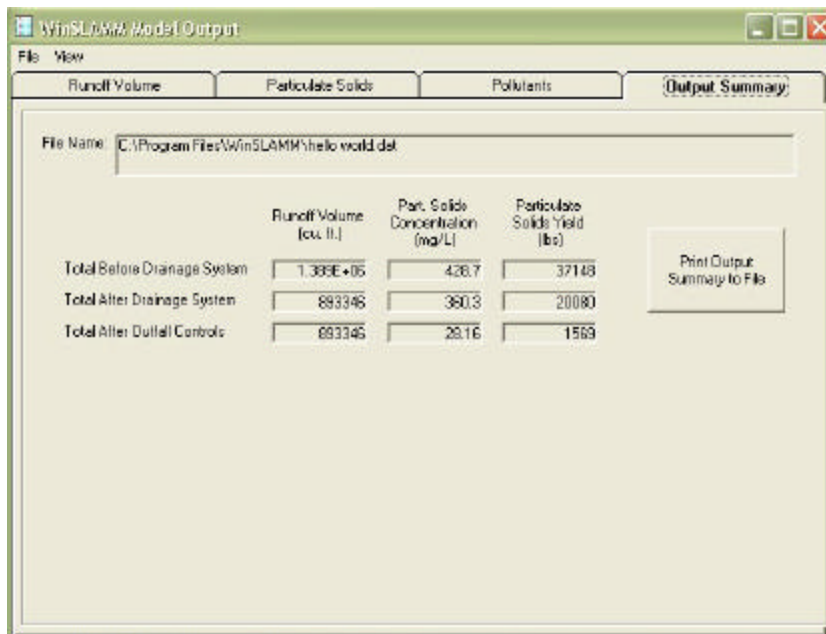 WinSLAMM Model Output
File View
Runoff Volume Particulate Solids Pollutants Output Summary
File Name: C:\Program Files\WinSLAMM\hello world.dat
Runoff Volume (cu. ft.)
Part. Solids Concentration (mg/L)
Particulate Solids Yield (lbs)
Total Before Drainage System 1.389E+06 428.7 37148
Total After Drainage System 893346 360.3 20080
Total After Outfall Controls 893346 28.16 1569
Print Output Summary to File